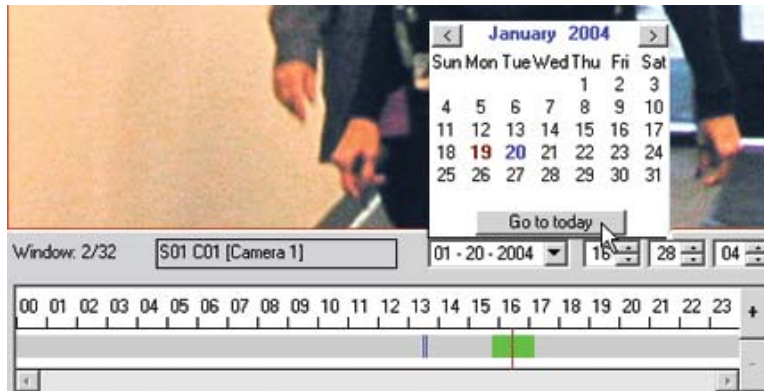 < January 2004 >
Sun Mon Tue Wed Thu Fri Sat
1 2 3
4 5 6 7 8 9 10
11 12 13 14 15 16 17
18 19 20 21 22 23 24
25 26 27 28 29 30 31
Go to today
Window: 2/32 S01 C01 [Camera 1] 01 - 20 - 2004 16 28 04
00 01 02 03 04 05 06 07 08 09 10 11 12 13 14 15 16 17 18 19 20 21 22 23 +
-